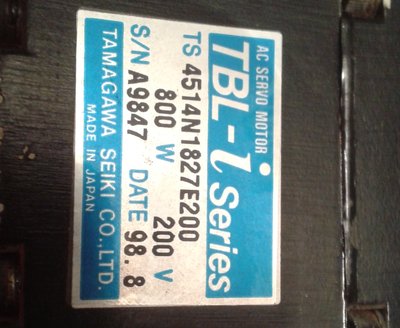 AC SERVO MOTOR
TBL-i Series
TS 4514N1827E200
800 W 200 V
S/N A9847 DATE 98.8
TAMAGAWA SEIKI CO.,LTD.
MADE IN JAPAN